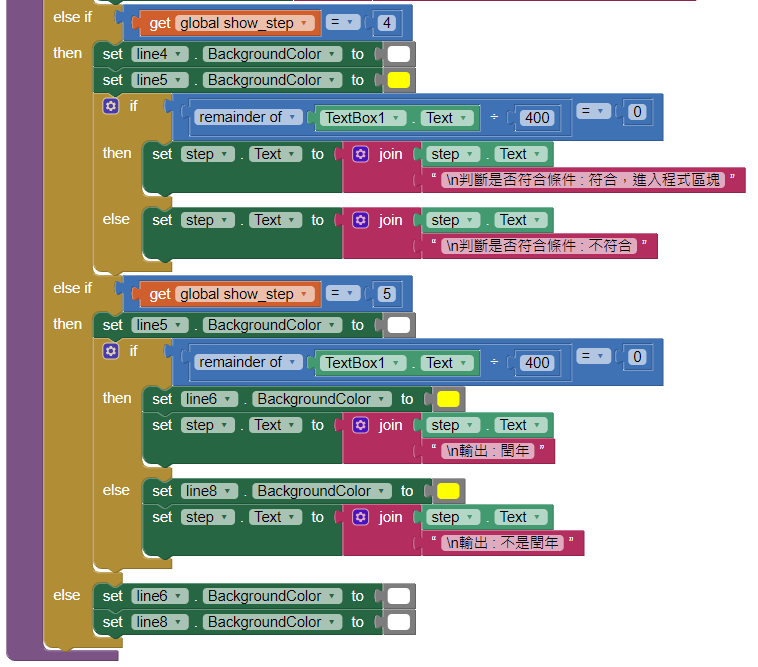 else if get global show_step = 4
then set line4 . BackgroundColor to
set line5 . BackgroundColor to
if remainder of TextBox1 . Text ÷ 400 = 0
then set step . Text to join step . Text
“ \n判斷是否符合條件 : 符合，進入程式區塊 ”
else set step . Text to join step . Text
“ \n判斷是否符合條件 : 不符合 ”
else if get global show_step = 5
then set line5 . BackgroundColor to
if remainder of TextBox1 . Text ÷ 400 = 0
then set line6 . BackgroundColor to
set step . Text to join step . Text
“ \n輸出 : 閏年 ”
else set line8 . BackgroundColor to
set step . Text to join step . Text
“ \n輸出 : 不是閏年 ”
else set line6 . BackgroundColor to
set line8 . BackgroundColor to